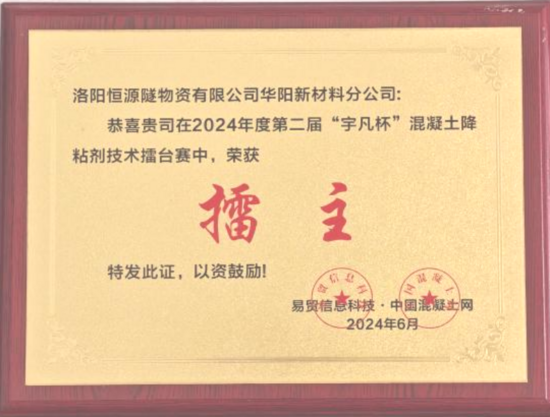 洛阳恒源隧物资有限公司华阳新材料分公司:
恭喜贵司在2024年度第二届“宇凡杯”混凝土降
粘剂技术擂台赛中，荣获
擂主
特发此证，以资鼓励!
易贸信息科技·中国混凝土网
2024年6月